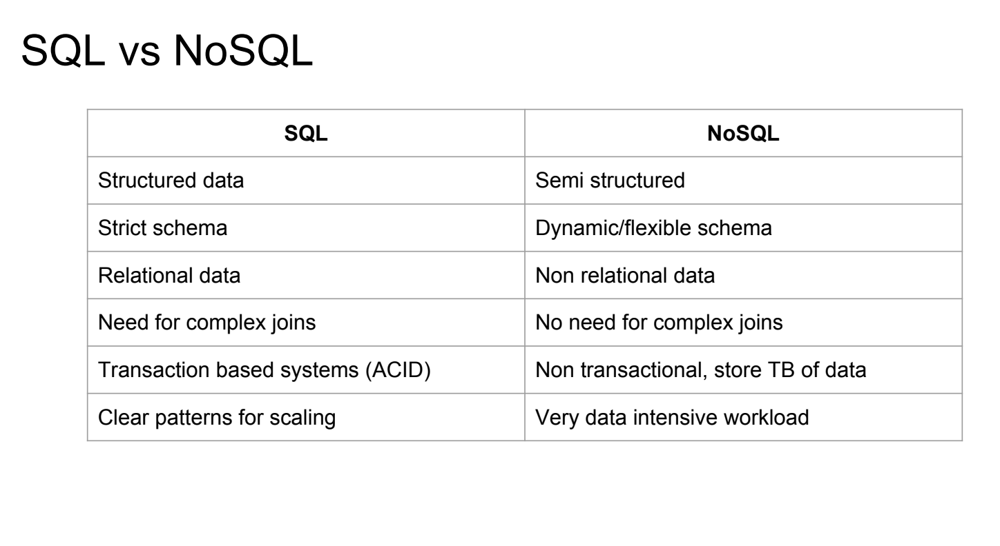 SQL vs NoSQL
SQL
NoSQL
Structured data
Semi structured
Strict schema
Dynamic/flexible schema
Relational data
Non relational data
Need for complex joins
No need for complex joins
Transaction based systems (ACID)
Non transactional, store TB of data
Clear patterns for scaling
Very data intensive workload